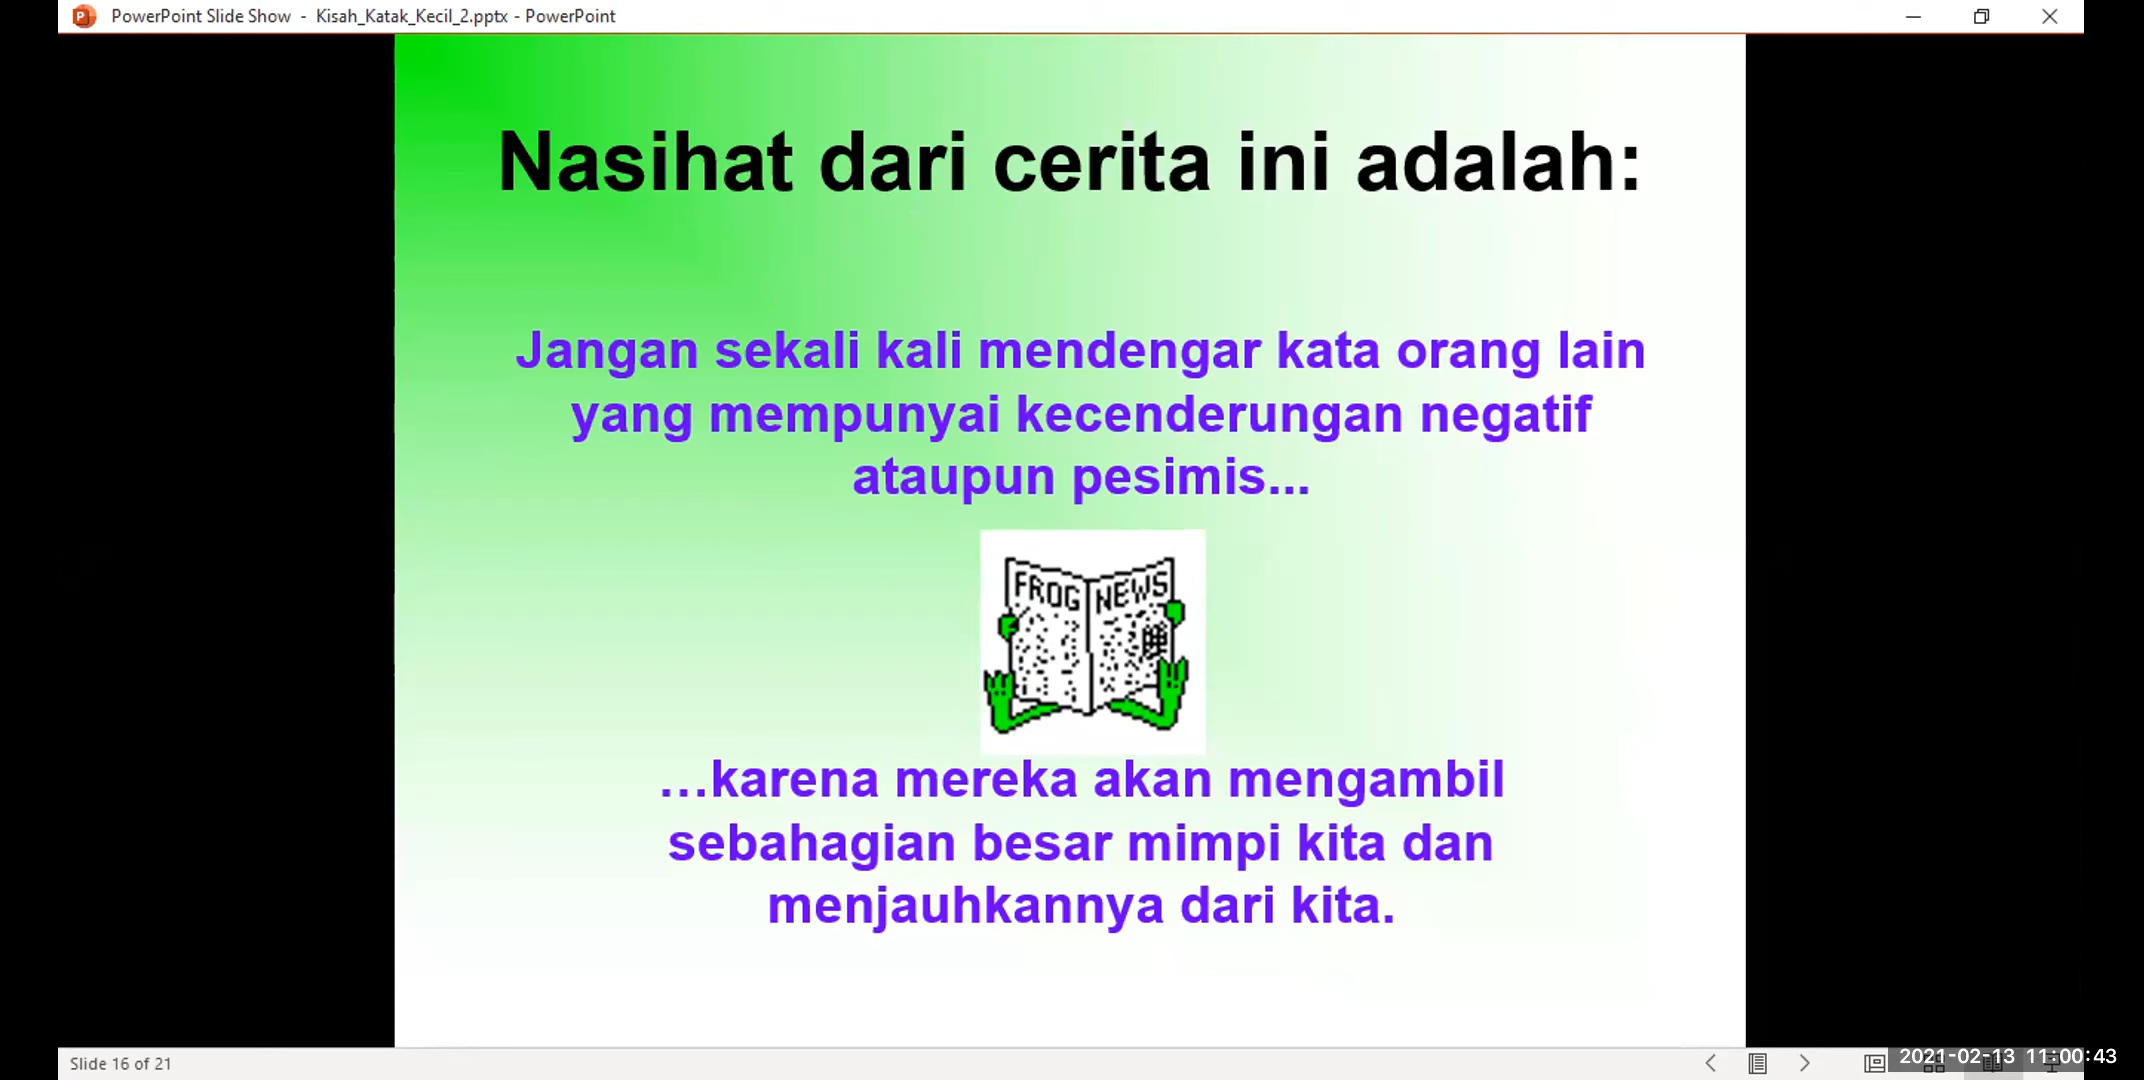 PowerPoint Slide Show - Kisah_Katak_Kecil_2.pptx - PowerPoint
Nasihat dari cerita ini adalah:
Jangan sekali kali mendengar kata orang lain
yang mempunyai kecenderungan negatif
ataupun pesimis...
FROG NEWS
...karena mereka akan mengambil
sebahagian besar mimpi kita dan
menjauhkannya dari kita.
Slide 16 of 21
2021-02-13 11:00:43